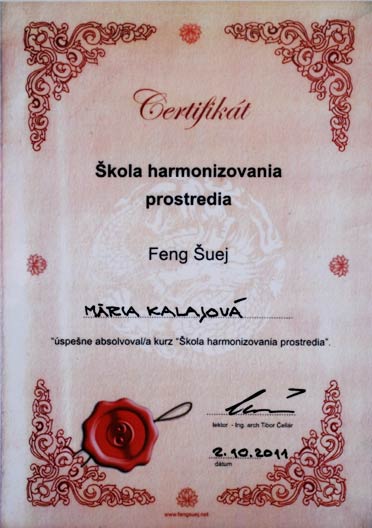 Certifikát
Škola harmonizovania
prostredia
Feng Šuej
MÁRIA KALAJOVÁ
"úspešne absolvoval/a kurz "Škola harmonizovania prostredia".
lektor - Ing. arch Tibor Čellár
2.10.2011
dátum
www.fengsuej.net